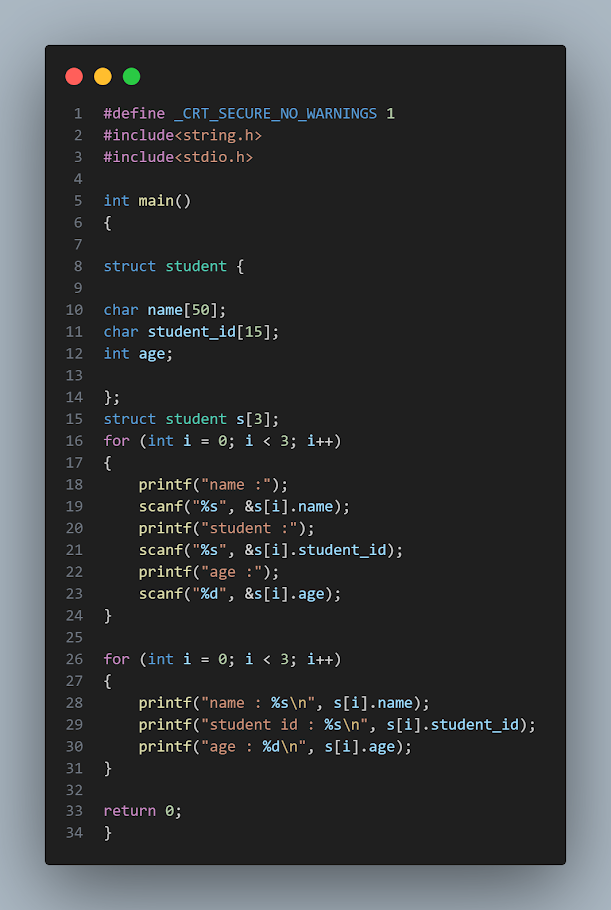 1 #define _CRT_SECURE_NO_WARNINGS 1
2 #include<string.h>
3 #include<stdio.h>
4
5 int main()
6 {
7
8 struct student {
9
10 char name[50];
11 char student_id[15];
12 int age;
13
14 };
15 struct student s[3];
16 for (int i = 0; i < 3; i++)
17 {
18     printf("name :");
19     scanf("%s", &s[i].name);
20     printf("student :");
21     scanf("%s", &s[i].student_id);
22     printf("age :");
23     scanf("%d", &s[i].age);
24 }
25
26 for (int i = 0; i < 3; i++)
27 {
28     printf("name : %s\n", s[i].name);
29     printf("student id : %s\n", s[i].student_id);
30     printf("age : %d\n", s[i].age);
31 }
32
33 return 0;
34 }